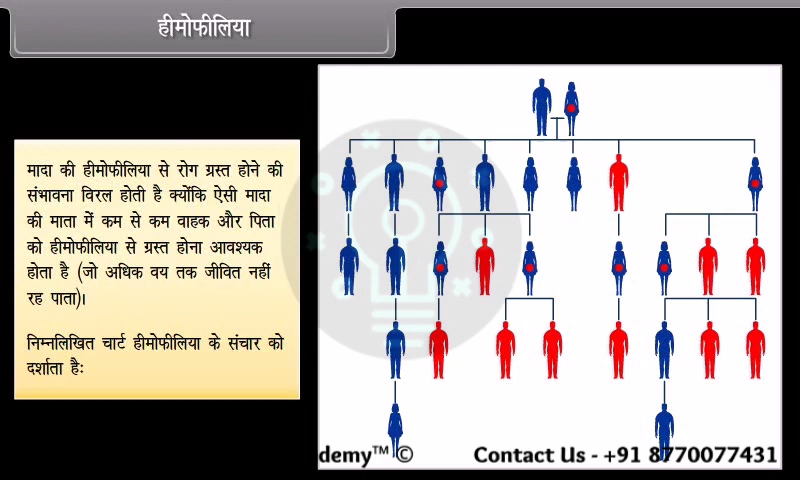 हीमोफीलिया
मादा की हीमोफीलिया से रोग ग्रस्त होने की
संभावना विरल होती है क्योंकि ऐसी मादा
की माता में कम से कम वाहक और पिता
को हीमोफीलिया से ग्रस्त होना आवश्यक
होता है (जो अधिक वय तक जीवित नहीं
रह पाता)।
निम्नलिखित चार्ट हीमोफीलिया के संचार को
दर्शाता है:
demy™ © Contact Us - +91 8770077431